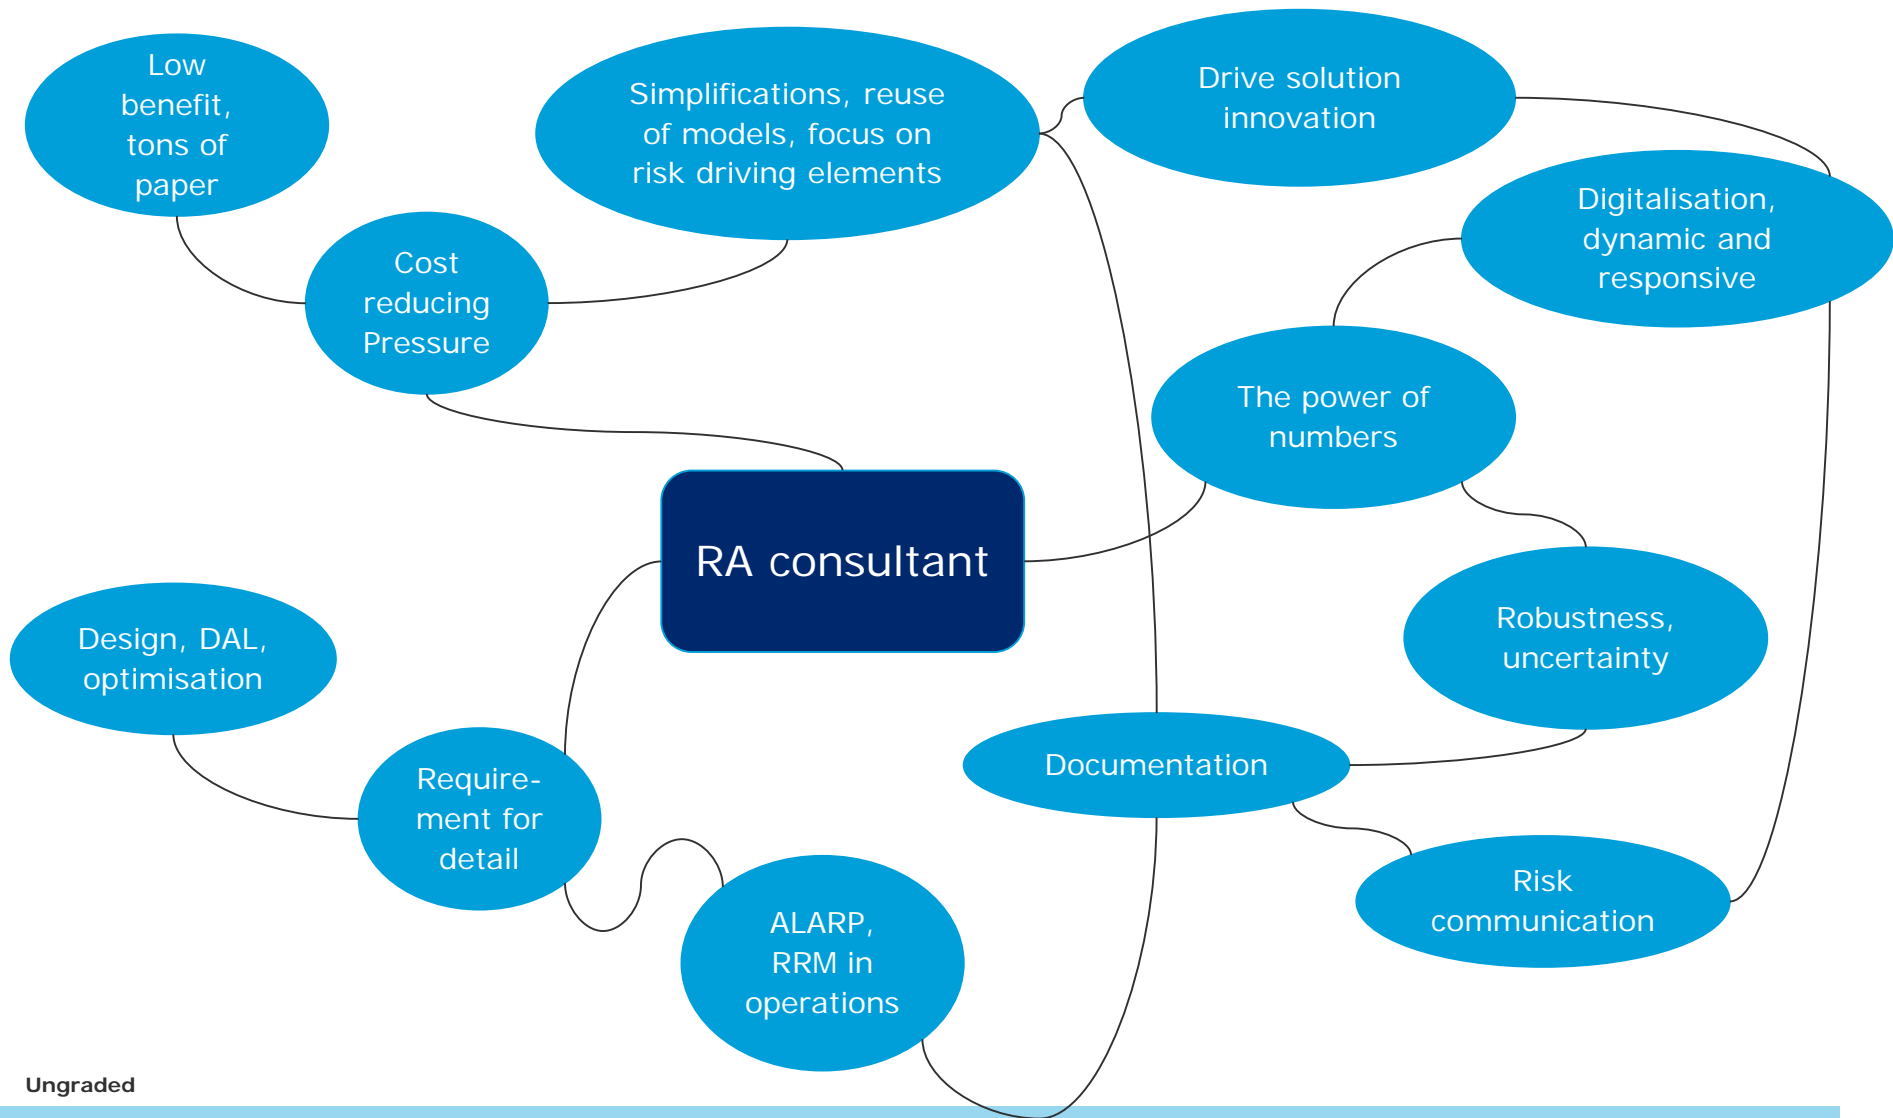 Low
benefit,
tons of
paper
Simplifications, reuse
of models, focus on
risk driving elements
Drive solution
innovation
Digitalisation,
dynamic and
responsive
Cost
reducing
Pressure
The power of
numbers
RA consultant
Design, DAL,
optimisation
Robustness,
uncertainty
Require-
ment for
detail
Documentation
ALARP,
RRM in
operations
Risk
communication
Ungraded